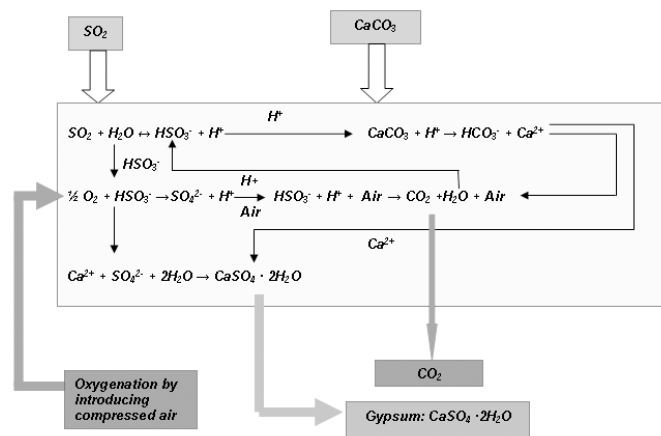 SO₂
CaCO₃
H⁺
SO₂ + H₂O ↔ HSO₃⁻ + H⁺
CaCO₃ + H⁺ → HCO₃⁻ + Ca²⁺
HSO₃⁻
H+
½ O₂ + HSO₃⁻ → SO₄²⁻ + H⁺
HSO₃⁻ + H⁺ + Air → CO₂ +H₂O + Air
Air
Ca²⁺
Ca²⁺ + SO₄²⁻ + 2H₂O → CaSO₄ · 2H₂O
CO₂
Oxygenation by
introducing
compressed air
Gypsum: CaSO₄ ·2H₂O